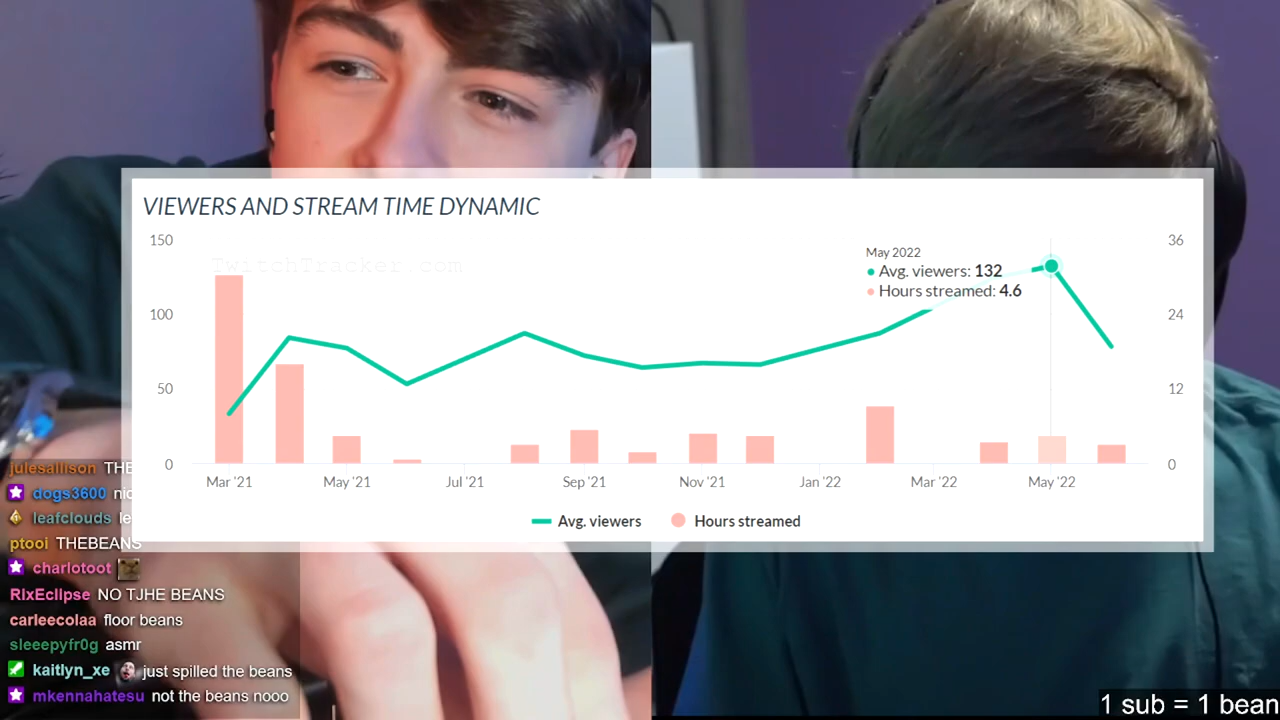 VIEWERS AND STREAM TIME DYNAMIC
150
36
TwitchTracker.com
May 2022
Avg. viewers: 132
Hours streamed: 4.6
100
24
50
12
0
0
Mar '21
May '21
Jul '21
Sep '21
Nov '21
Jan '22
Mar '22
May '22
Avg. viewers
Hours streamed
julesallison THE
dogs3600
leafclouds
ptooi THEBEANS
charlotoot
RixEclipse NO TJHE BEANS
carleecolaa floor beans
sleeepyfr0g asmr
kaitlyn_xe just spilled the beans
mkennahatesu not the beans nooo
1 sub = 1 bean